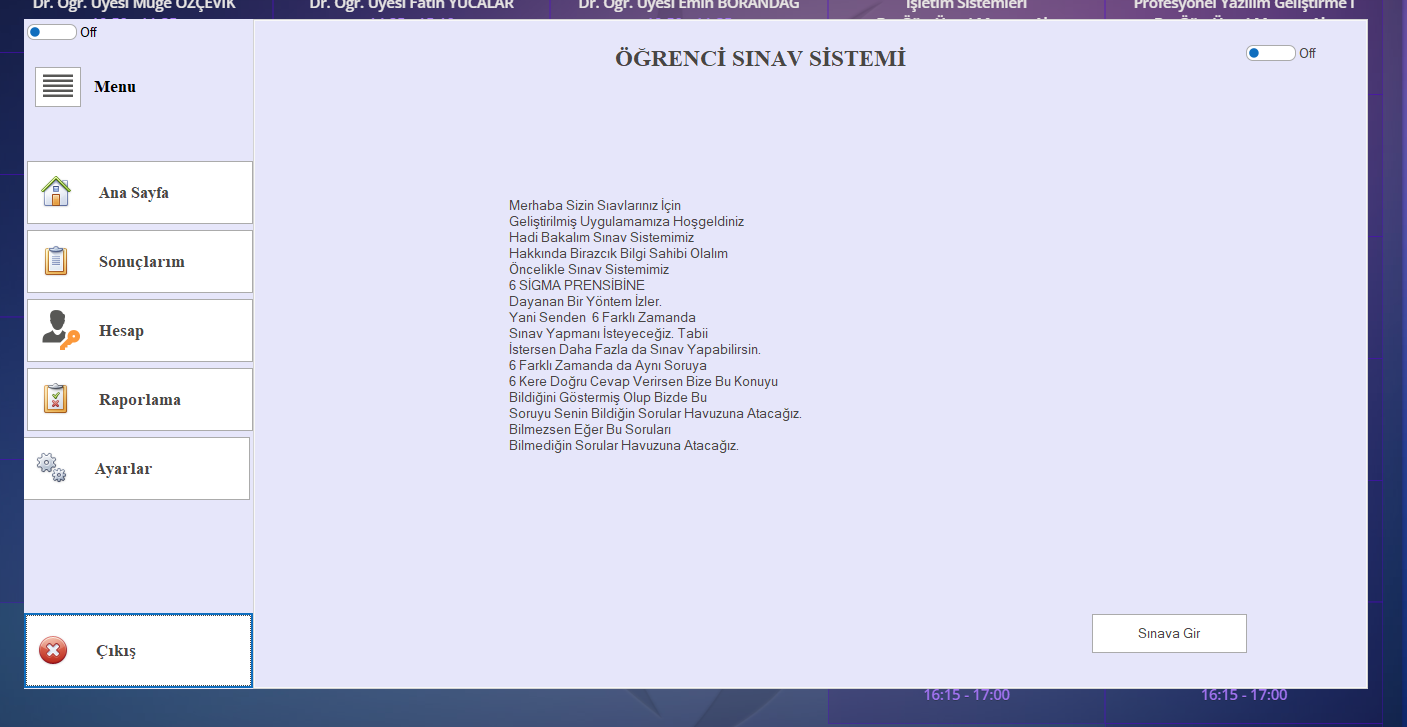 Dr. Öğr. Üyesi Müge ÖZÇEVİK
Dr. Öğr. Üyesi Fatih YÜCALAR
Dr. Öğr. Üyesi Emin BORANDAĞ
İşletim Sistemleri
Profesyonel Yazılım Geliştirme I
Off
Menu
ÖĞRENCİ SINAV SİSTEMİ
Off
Ana Sayfa
Sonuçlarım
Hesap
Raporlama
Ayarlar
Çıkış
Merhaba Sizin Sıavlarınız İçin
Geliştirilmiş Uygulamamıza Hoşgeldiniz
Hadi Bakalım Sınav Sistemimiz
Hakkında Birazcık Bilgi Sahibi Olalım
Öncelikle Sınav Sistemimiz
6 SİGMA PRENSİBİNE
Dayanan Bir Yöntem İzler.
Yani Senden  6 Farklı Zamanda
Sınav Yapmanı İsteyeceğiz. Tabii
İstersen Daha Fazla da Sınav Yapabilirsin.
6 Farklı Zamanda da Aynı Soruya
6 Kere Doğru Cevap Verirsen Bize Bu Konuyu
Bildiğini Göstermiş Olup Bizde Bu
Soruyu Senin Bildiğin Sorular Havuzuna Atacağız.
Bilmezsen Eğer Bu Soruları
Bilmediğin Sorular Havuzuna Atacağız.
Sınava Gir
16:15 - 17:00
16:15 - 17:00